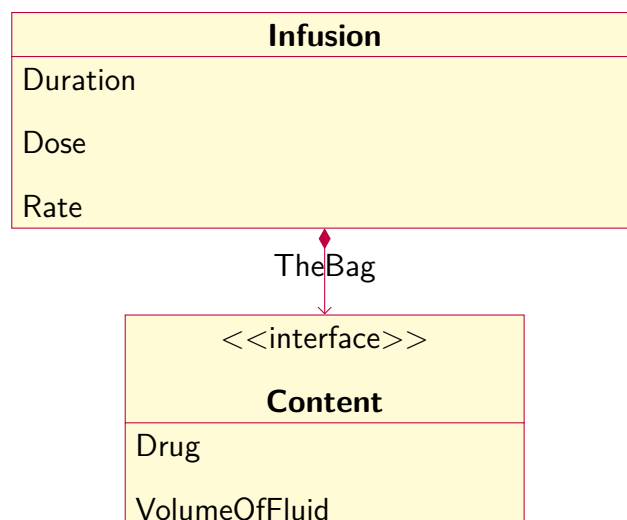 Infusion
Duration
Dose
Rate
TheBag
<<interface>>
Content
Drug
VolumeOfFluid